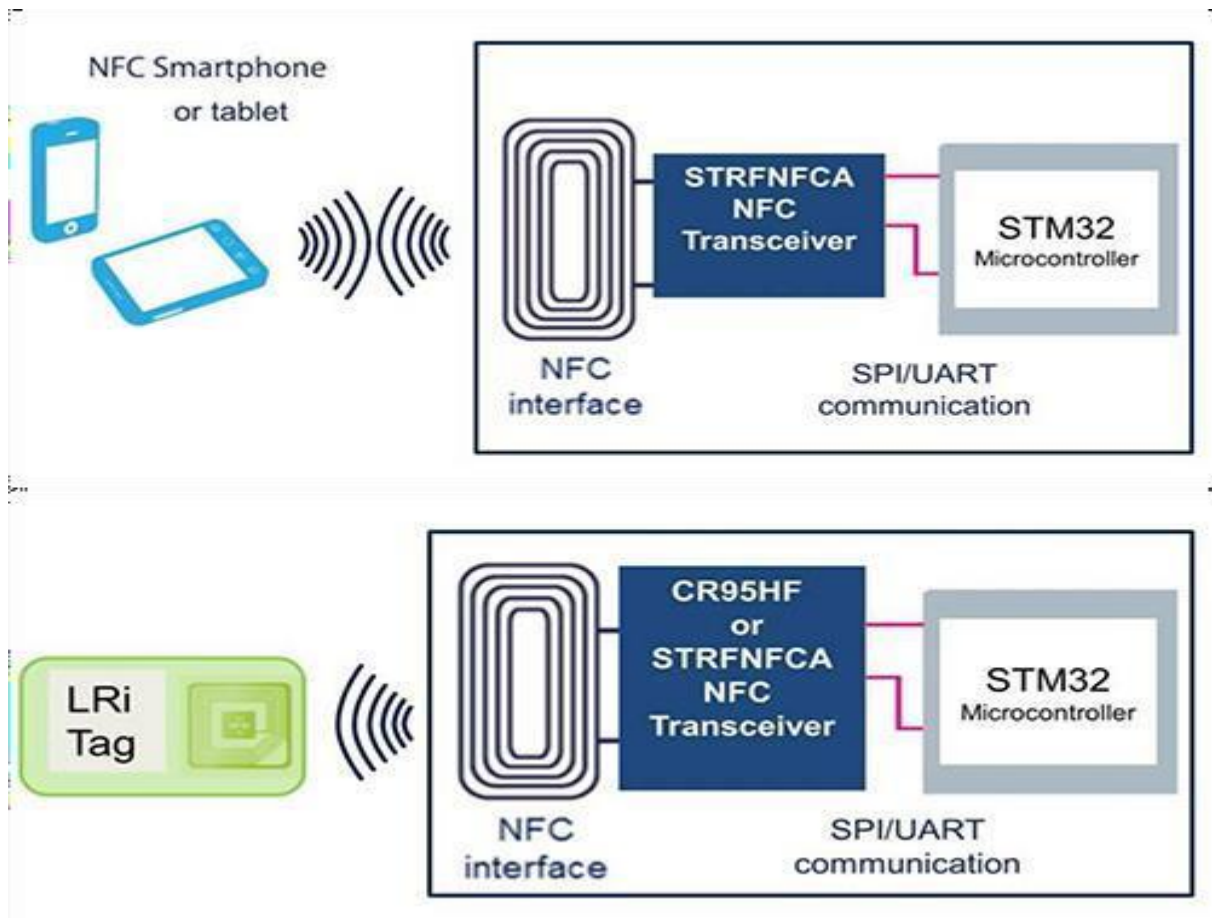 NFC Smartphone
or tablet
STRFNFCA
NFC
Transceiver
STM32
Microcontroller
NFC
interface
SPI/UART
communication
LRi
Tag
CR95HF
or
STRFNFCA
NFC
Transceiver
STM32
Microcontroller
NFC
interface
SPI/UART
communication